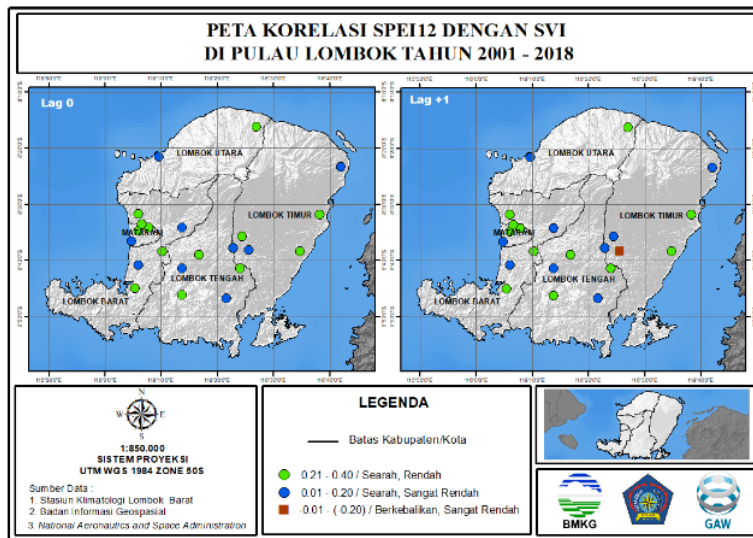 PETA KORELASI SPEI12 DENGAN SVI
DI PULAU LOMBOK TAHUN 2001 - 2018
Lag 0
LOMBOK UTARA
LOMBOK TIMUR
MATARAM
LOMBOK TENGAH
LOMBOK BARAT
Lag +1
LOMBOK UTARA
LOMBOK TIMUR
MATARAM
LOMBOK TENGAH
LOMBOK BARAT
N
W E
S
1:850.000
SISTEM PROYEKSI
UTM WGS 1984 ZONE 50S
Sumber Data :
1. Stasiun Klimatologi Lombok Barat
2. Badan Informasi Geospasial
3. National Aeronautics and Space Administration
LEGENDA
Batas Kabupaten/Kota
0.21 - 0.40 / Searah, Rendah
0.01 - 0.20 / Searah, Sangat Rendah
-0.01 - (-0.20) / Berkebalikan, Sangat Rendah
BMKG
GAW